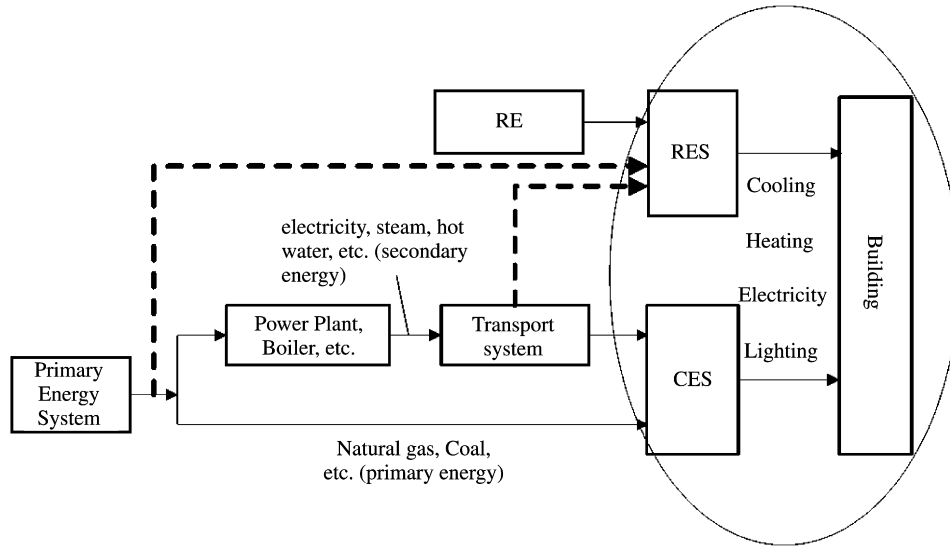 RE
RES
Cooling
electricity, steam, hot
water, etc. (secondary
energy)
Heating
Building
Electricity
Power Plant,
Boiler, etc.
Transport
system
Lighting
Primary
Energy
System
CES
Natural gas, Coal,
etc. (primary energy)